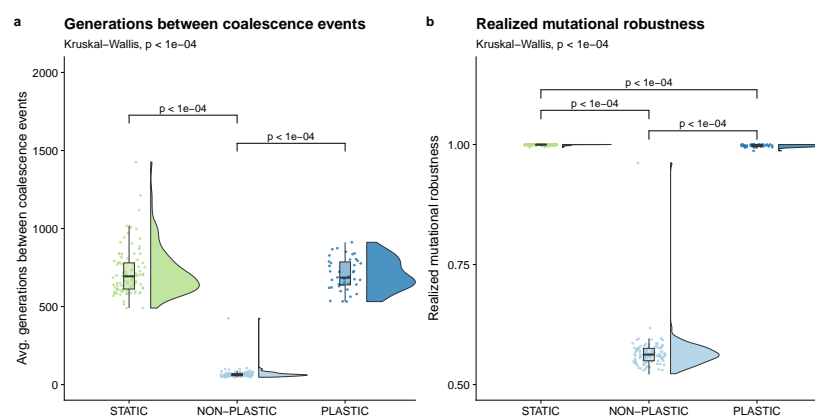 a
Generations between coalescence events
Kruskal−Wallis, p < 1e−04
Avg. generations between coalescence events
2000
1500
1000
500
0
p < 1e−04
p < 1e−04
STATIC NON−PLASTIC PLASTIC
b
Realized mutational robustness
Kruskal−Wallis, p < 1e−04
Realized mutational robustness
1.00
0.75
0.50
p < 1e−04
p < 1e−04
p < 1e−04
STATIC NON−PLASTIC PLASTIC